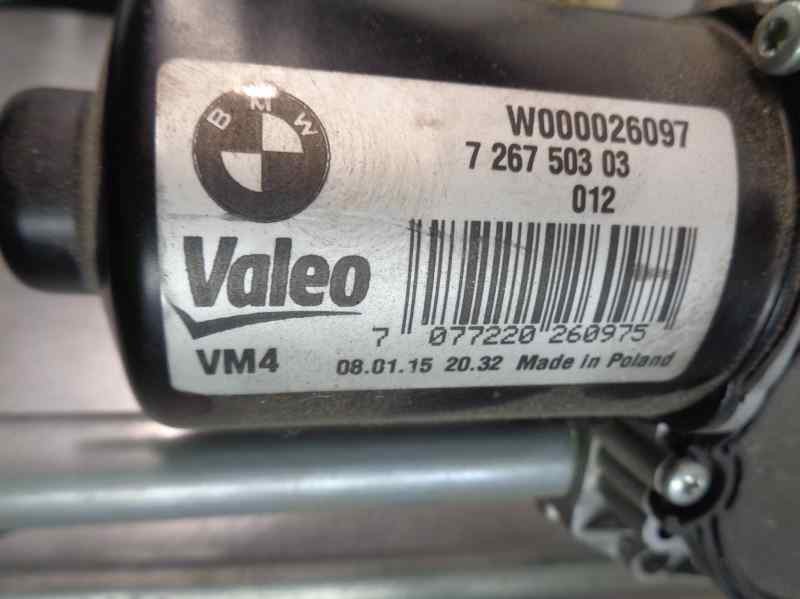 BMW
W000026097
7 267 503 03
012
Valeo
7 077220 260975
VM4
08.01.15 20.32 Made in Poland